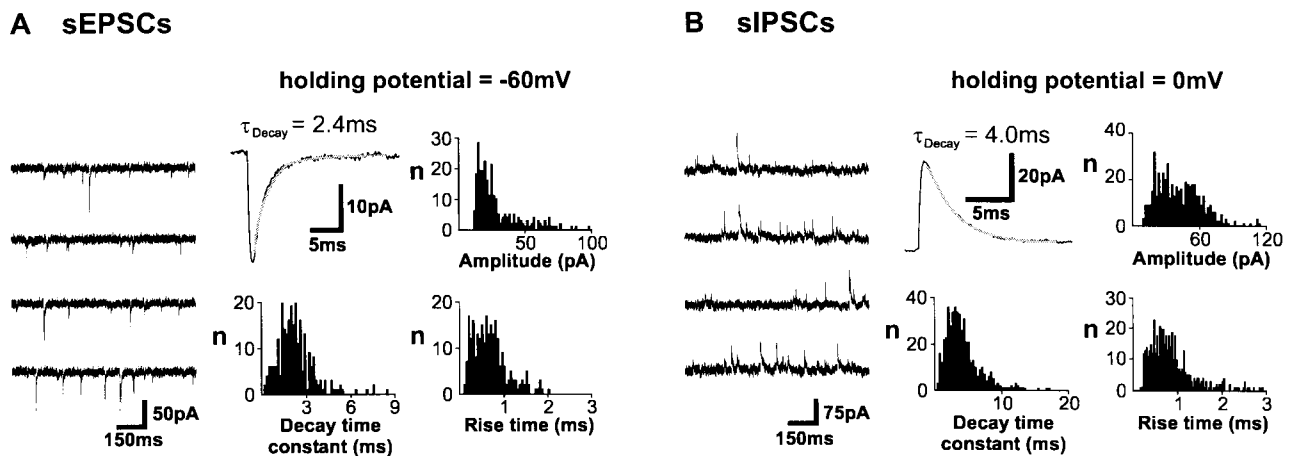 A sEPSCs
holding potential = -60mV
τDecay = 2.4ms
10pA
5ms
n
30
20
10
0
50
100
Amplitude (pA)
50pA
150ms
n
20
10
0
3
6
9
Decay time
constant (ms)
n
20
10
0
1
2
3
Rise time (ms)
B sIPSCs
holding potential = 0mV
τDecay = 4.0ms
20pA
5ms
n
40
20
0
60
120
Amplitude (pA)
75pA
150ms
n
40
20
0
10
20
Decay time
constant (ms)
n
30
20
10
0
1
2
3
Rise time (ms)